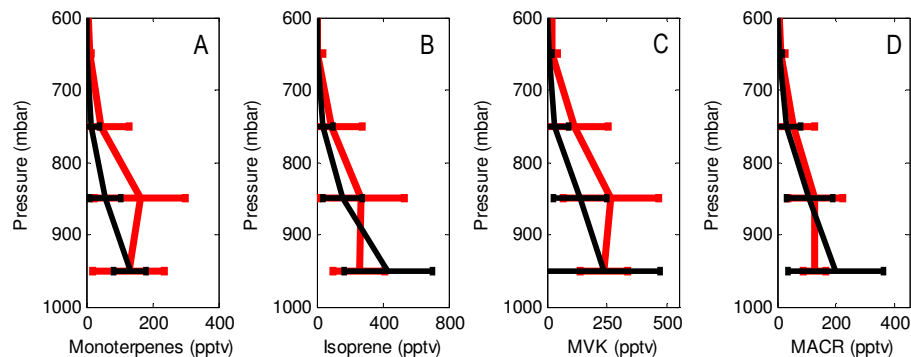 600
700
800
900
1000
Pressure (mbar)
A
0
200
400
Monoterpenes (pptv)
600
700
800
900
1000
Pressure (mbar)
B
0
400
800
Isoprene (pptv)
600
700
800
900
1000
Pressure (mbar)
C
0
250
500
MVK (pptv)
600
700
800
900
1000
Pressure (mbar)
D
0
200
400
MACR (pptv)